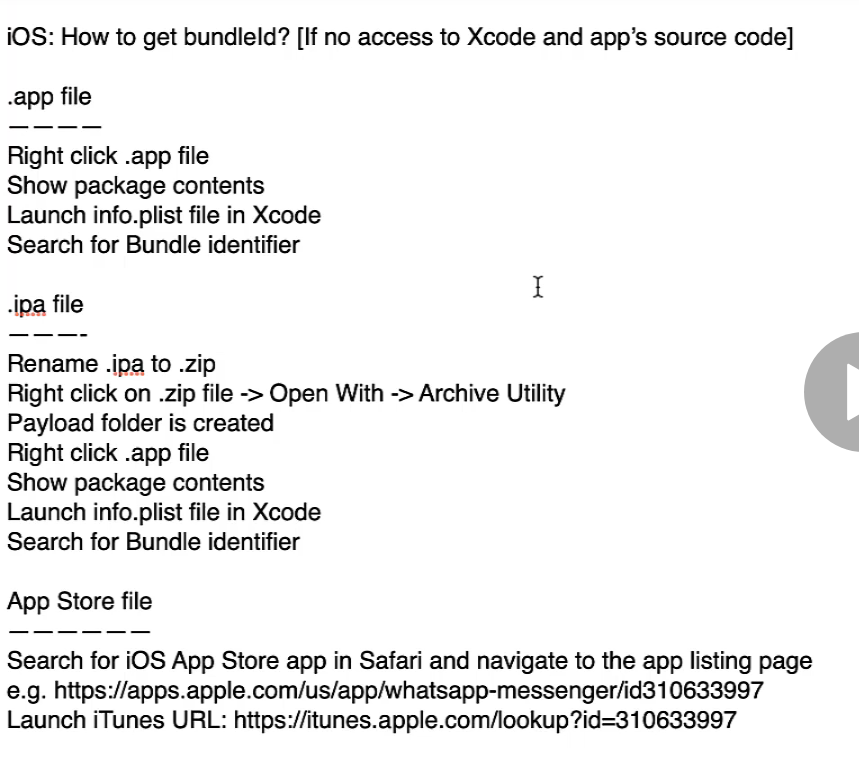 iOS: How to get bundleId? [If no access to Xcode and app's source code]
.app file
————
Right click .app file
Show package contents
Launch info.plist file in Xcode
Search for Bundle identifier
.ipa file
———-
Rename .ipa to .zip
Right click on .zip file -> Open With -> Archive Utility
Payload folder is created
Right click .app file
Show package contents
Launch info.plist file in Xcode
Search for Bundle identifier
App Store file
——————
Search for iOS App Store app in Safari and navigate to the app listing page
e.g. https://apps.apple.com/us/app/whatsapp-messenger/id310633997
Launch iTunes URL: https://itunes.apple.com/lookup?id=310633997